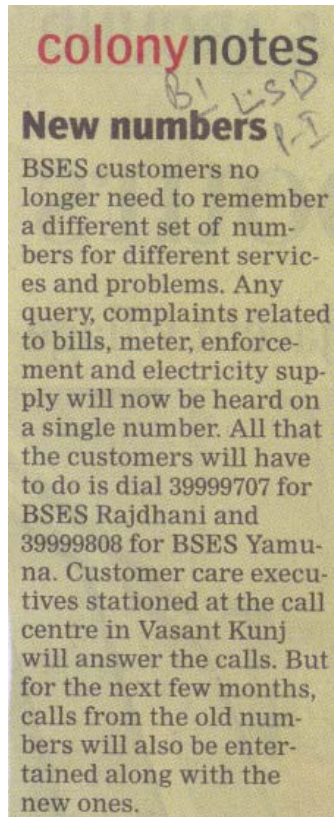 colonynotes
New numbers
BSES customers no
longer need to remember
a different set of num-
bers for different servic-
es and problems. Any
query, complaints related
to bills, meter, enforce-
ment and electricity sup-
ply will now be heard on
a single number. All that
the customers will have
to do is dial 39999707 for
BSES Rajdhani and
39999808 for BSES Yamu-
na. Customer care execu-
tives stationed at the call
centre in Vasant Kunj
will answer the calls. But
for the next few months,
calls from the old num-
bers will also be enter-
tained along with the
new ones.